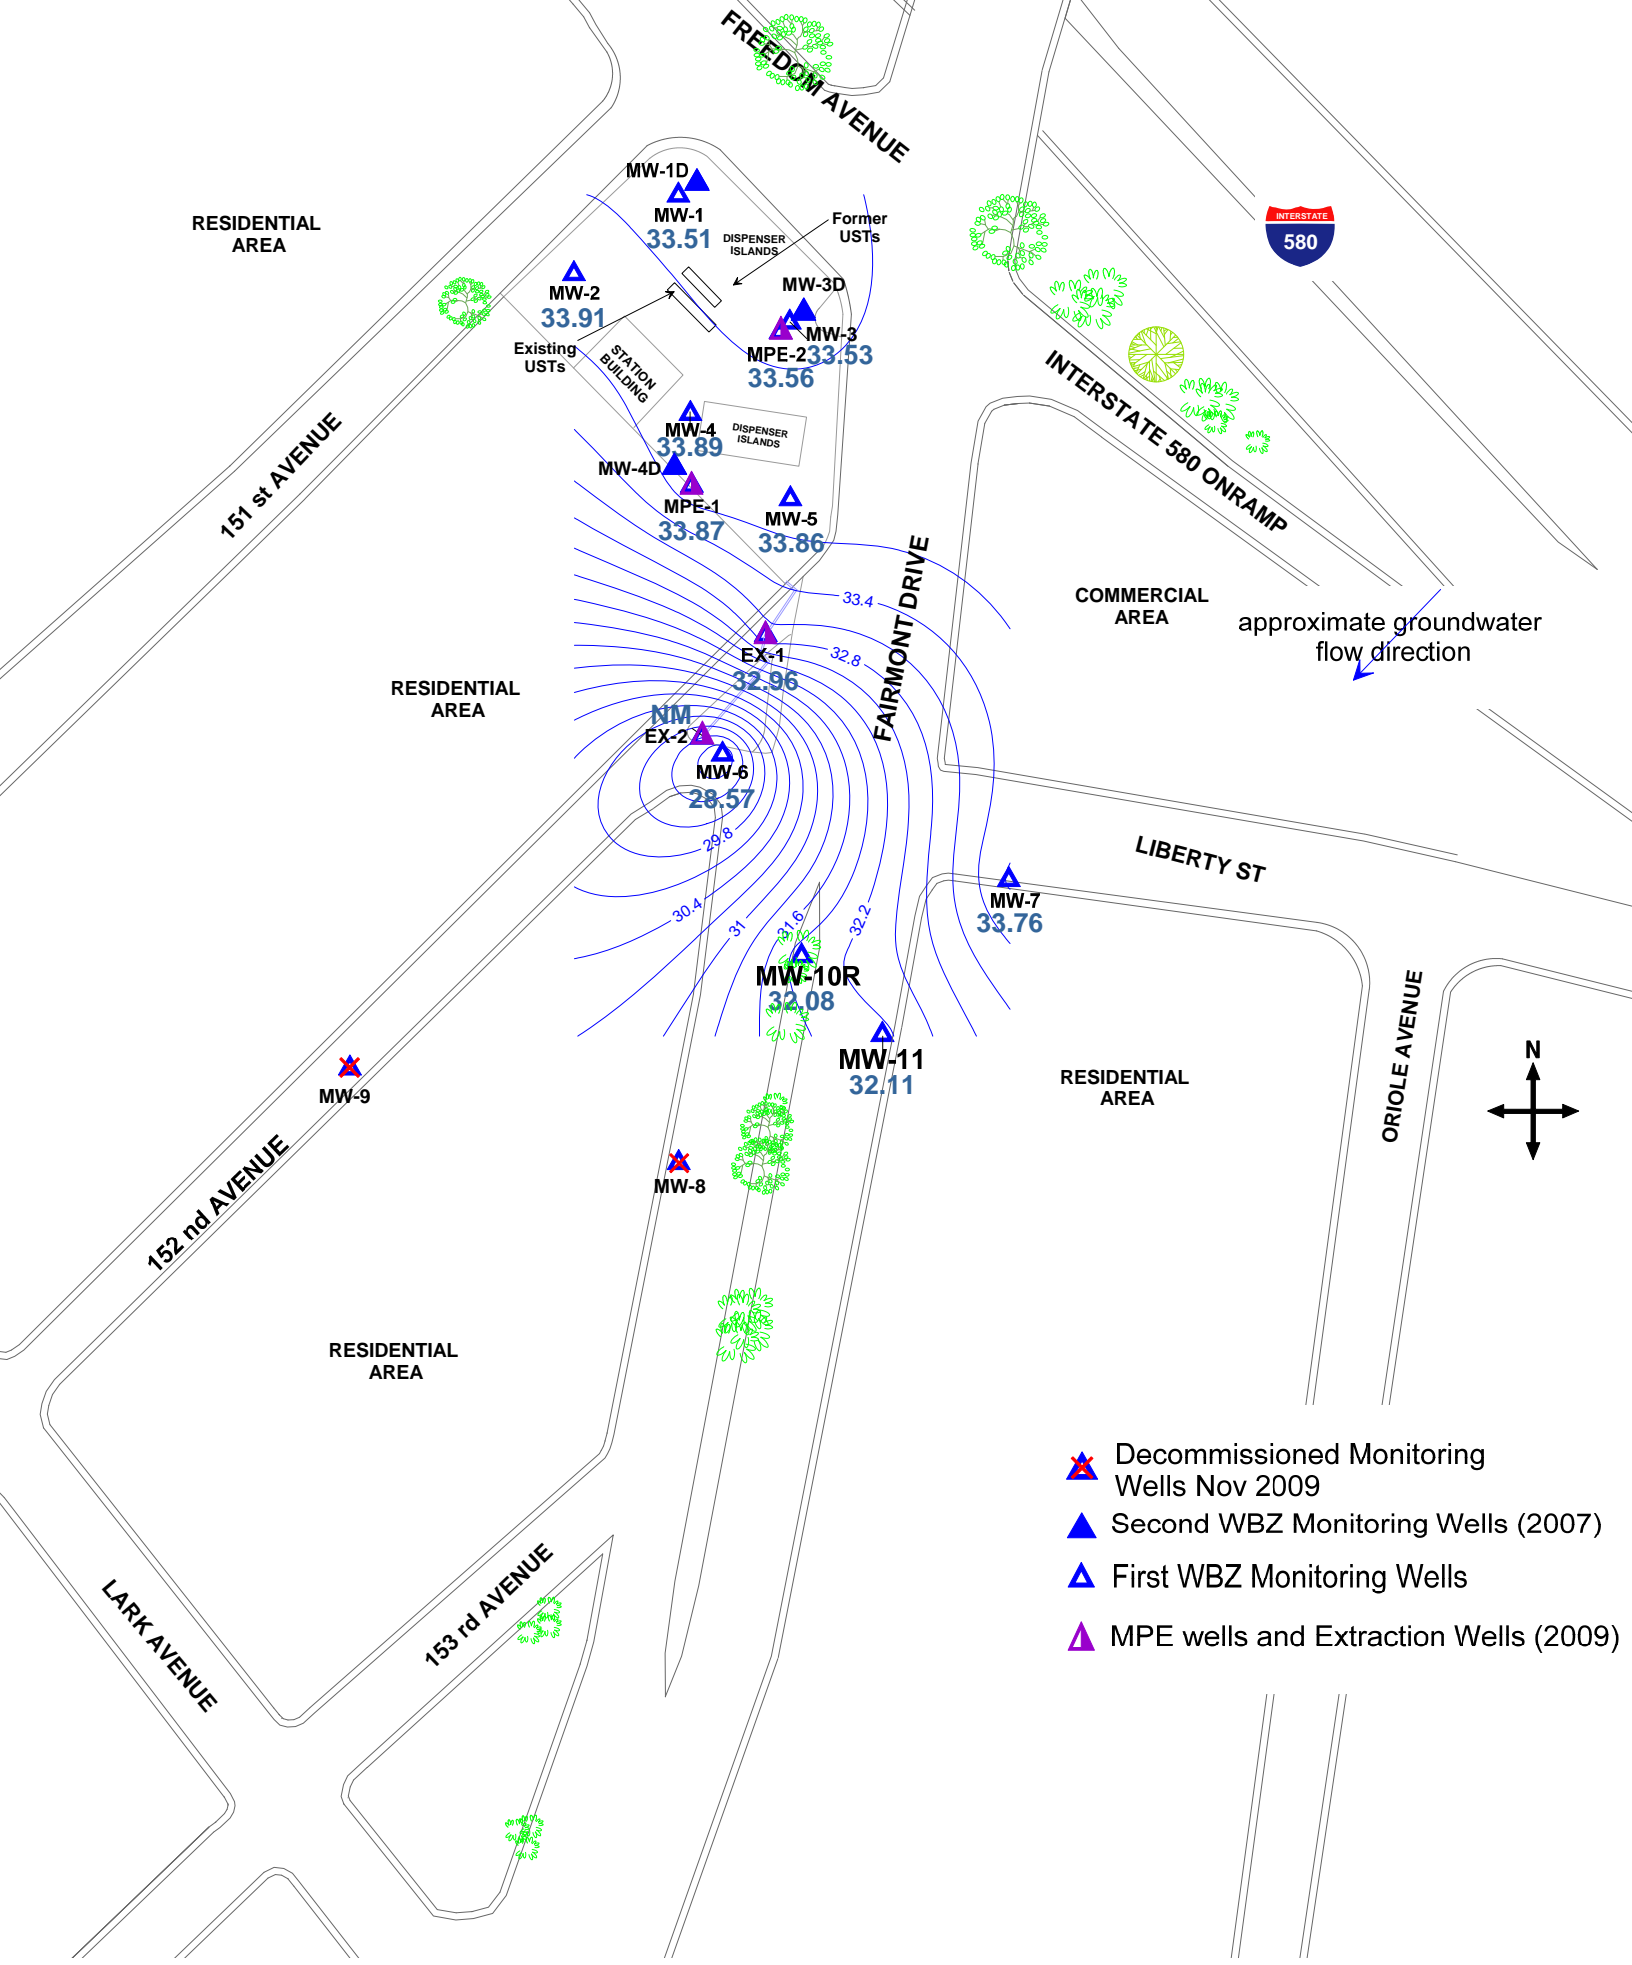 FREEDOM AVENUE
MW-1D
MW-1
33.51
DISPENSER
ISLANDS
Former
USTs
RESIDENTIAL
AREA
INTERSTATE
580
MW-2
33.91
MW-3D
MW-3
33.53
MPE-2
33.56
Existing
USTs
STATION
BUILDING
INTERSTATE 580 ONRAMP
MW-4
33.89
DISPENSER
ISLANDS
MW-4D
MPE-1
33.87
MW-5
33.86
151 st AVENUE
FAIRMONT DRIVE
33.4
COMMERCIAL
AREA
approximate groundwater
flow direction
EX-1
32.96
32.8
RESIDENTIAL
AREA
NM
EX-2
MW-6
28.57
29.8
LIBERTY ST
30.4
31
31.6
32.2
MW-7
33.76
MW-10R
32.08
MW-11
32.11
ORIOLE AVENUE
N
MW-9
RESIDENTIAL
AREA
152 nd AVENUE
MW-8
RESIDENTIAL
AREA
Decommissioned Monitoring
Wells Nov 2009
Second WBZ Monitoring Wells (2007)
First WBZ Monitoring Wells
MPE wells and Extraction Wells (2009)
LARK AVENUE
153 rd AVENUE